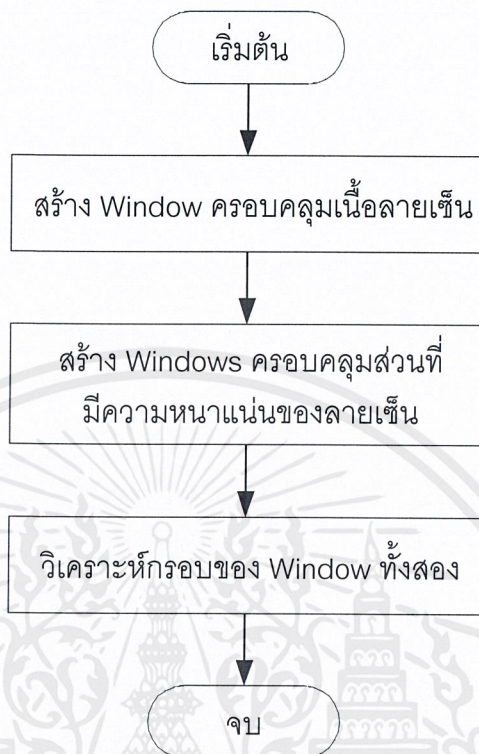 เริ่มต้น
สร้าง Window ครอบคลุมเนื้อลายเซ็น
สร้าง Windows ครอบคลุมส่วนที่
มีความหนาแน่นของลายเซ็น
วิเคราะห์กรอบของ Window ทั้งสอง
จบ